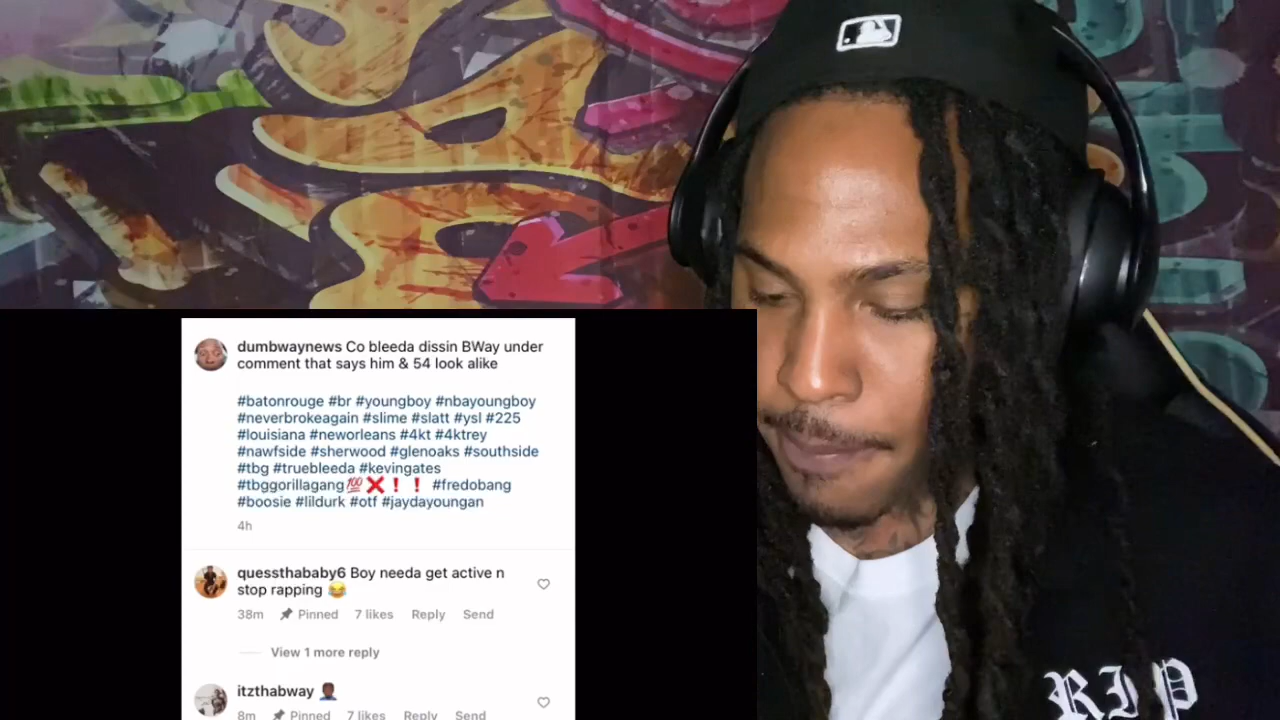 dumbwaynews Co bleeda dissin BWay under
comment that says him & 54 look alike
#batonrouge #br #youngboy #nbayoungboy
#neverbrokeagain #slime #slatt #ysl #225
#louisiana #neworleans #4kt #4ktrey
#nawfside #sherwood #glenoaks #southside
#tbg #truebleeda #kevingates
#tbggorillagang💯❌❗❗ #fredobang
#boosie #lildurk #otf #jaydayoungan
4h
quessthababy6 Boy needa get active n
stop rapping 😂
38m Pinned 7 likes Reply Send
View 1 more reply
itzthabway 🤦🏾‍♂️
8m Pinned 7 likes Reply Send
RIP